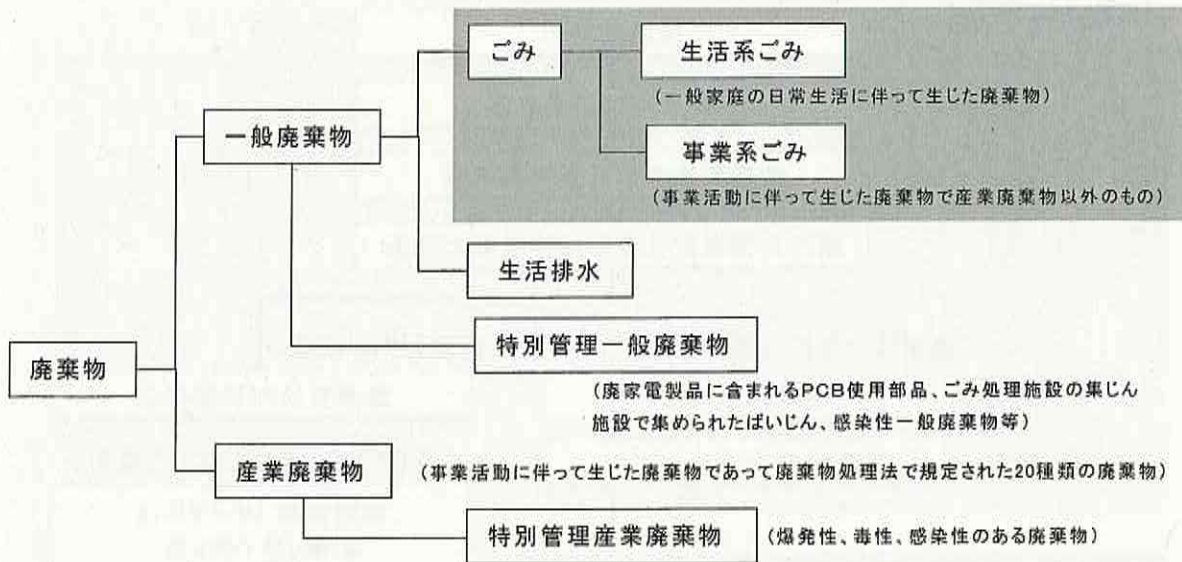 ごみ
生活系ごみ
(一般家庭の日常生活に伴って生じた廃棄物)
一般廃棄物
事業系ごみ
(事業活動に伴って生じた廃棄物で産業廃棄物以外のもの)
生活排水
特別管理一般廃棄物
(廃家電製品に含まれるPCB使用部品、ごみ処理施設の集じん
施設で集められたばいじん、感染性一般廃棄物等)
廃棄物
産業廃棄物
(事業活動に伴って生じた廃棄物であって廃棄物処理法で規定された20種類の廃棄物)
特別管理産業廃棄物
(爆発性、毒性、感染性のある廃棄物)